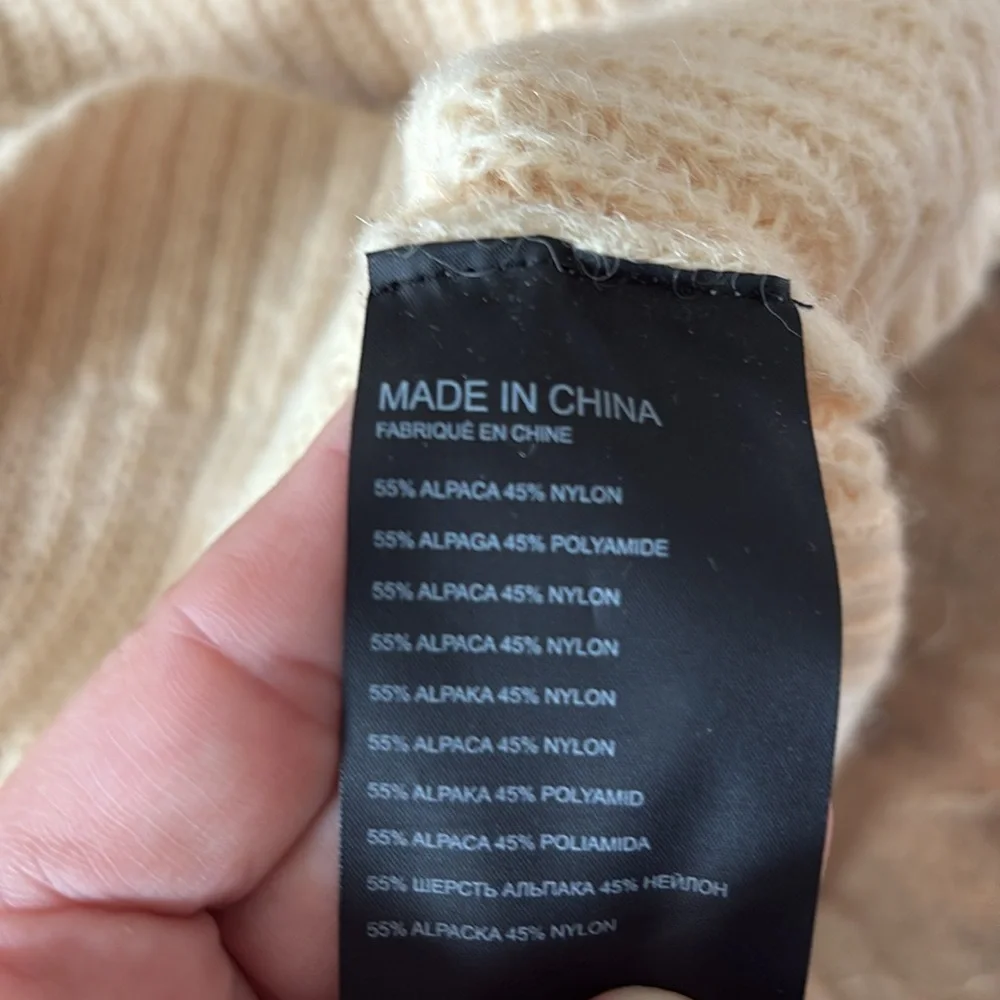 MADE IN CHINA
FABRIQUÉ EN CHINE
55% ALPACA 45% NYLON
55% ALPAGA 45% POLYAMIDE
55% ALPACA 45% NYLON
55% ALPACA 45% NYLON
55% ALPAKA 45% NYLON
55% ALPACA 45% NYLON
55% ALPAKA 45% POLYAMID
55% ALPACA 45% POLIAMIDA
55% ШЕРСТЬ АЛЬПАКА 45% НЕЙЛОН
55% ALPACKA 45% NYLON